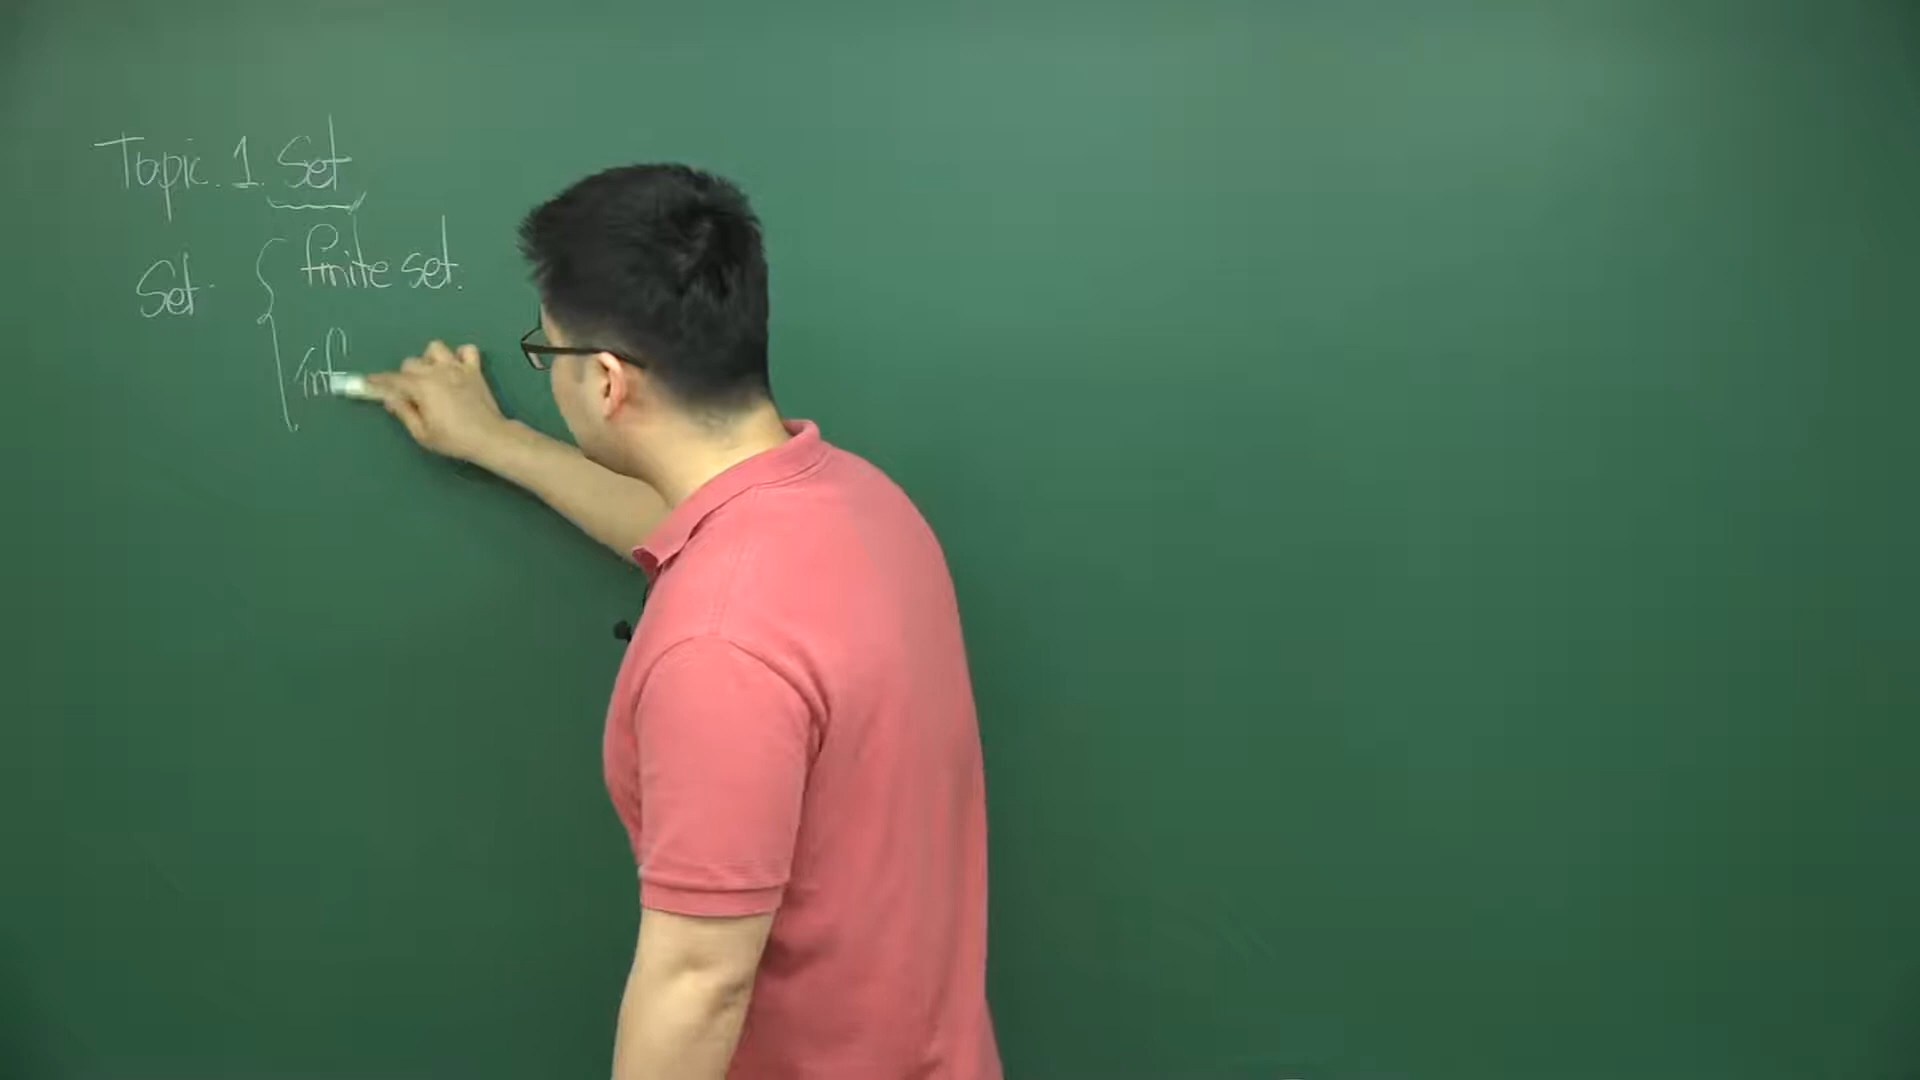 Topic. 1. Set
Set
finite set.
inf